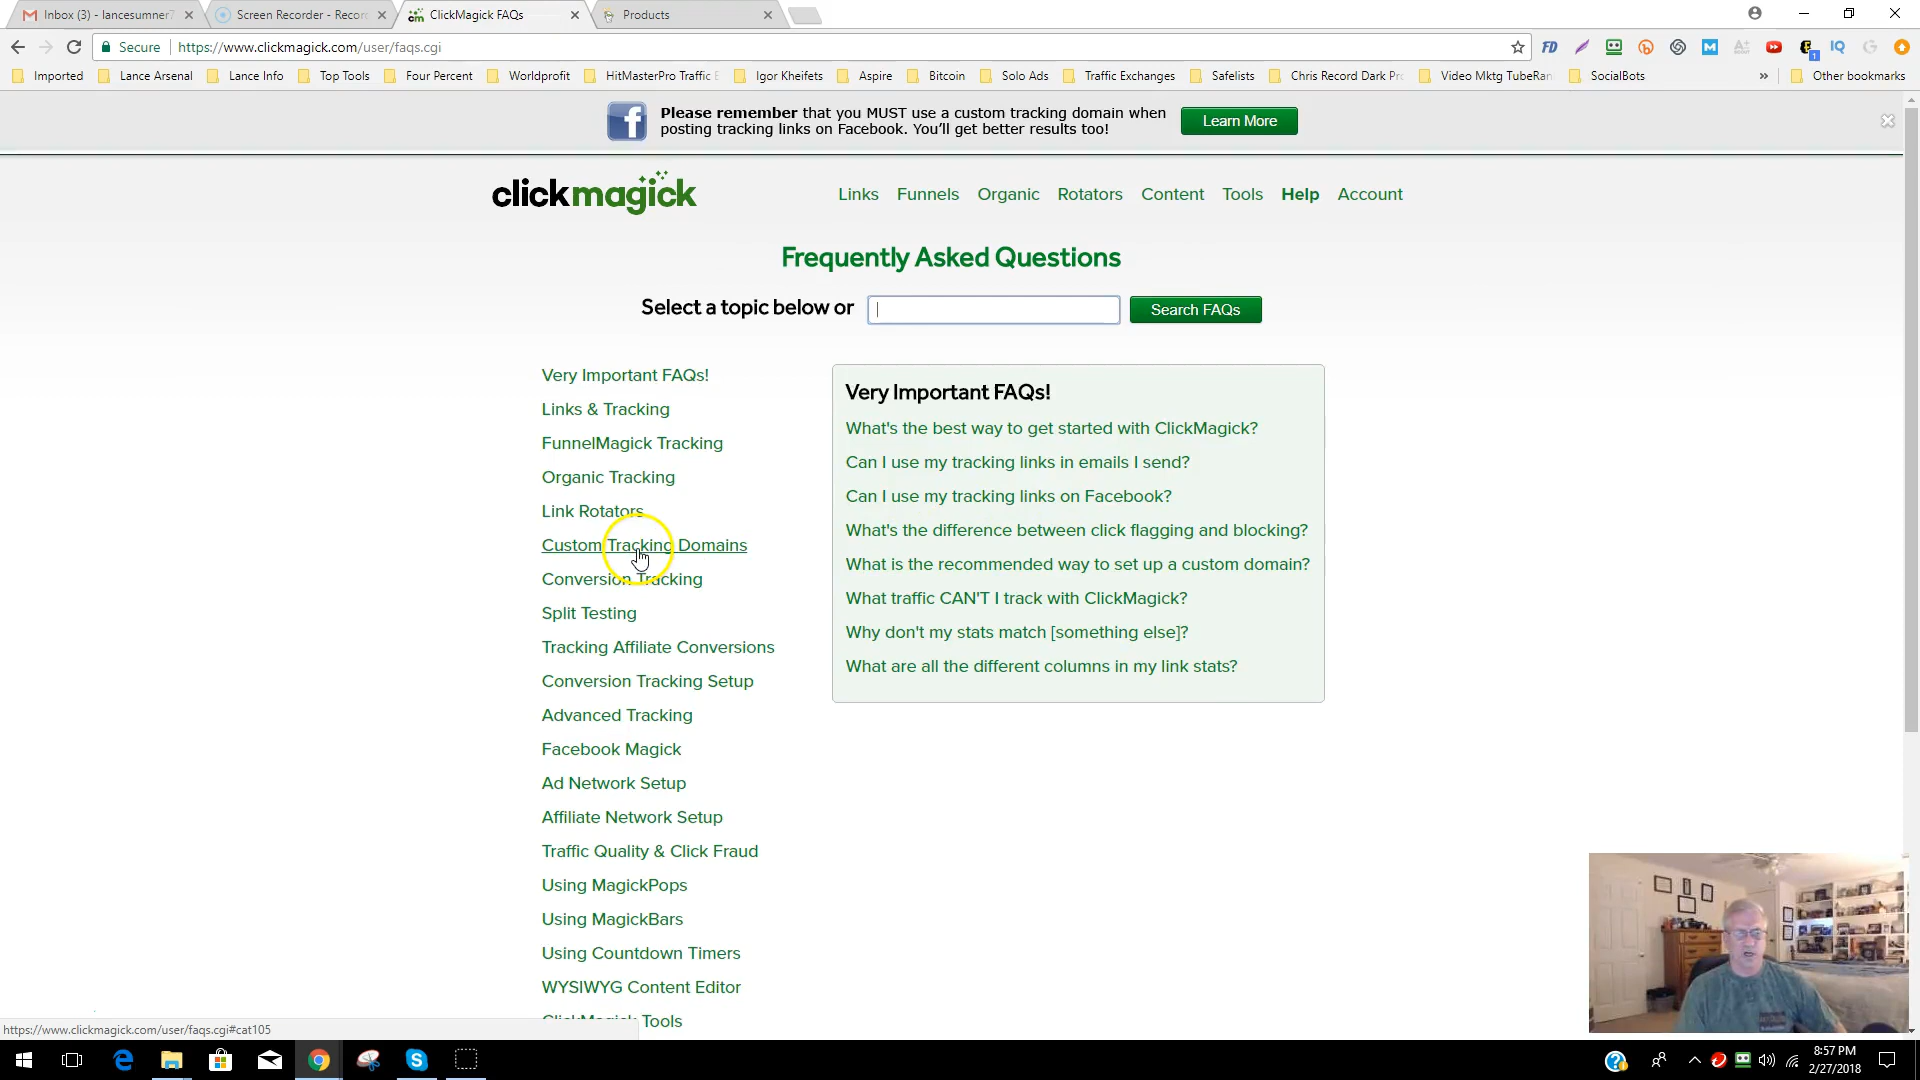 Inbox (3) - lancesumner7
Screen Recorder - Recor
ClickMagick FAQs
Products
Secure
https://www.clickmagick.com/user/faqs.cgi
Imported
Lance Arsenal
Lance Info
Top Tools
Four Percent
Worldprofit
HitMasterPro Traffic E
Igor Kheifets
Aspire
Bitcoin
Solo Ads
Traffic Exchanges
Safelists
Chris Record Dark Pr
Video Mktg TubeRan
SocialBots
»
Other bookmarks
Please remember that you MUST use a custom tracking domain when
posting tracking links on Facebook. You'll get better results too!
Learn More
clickmagick
Links
Funnels
Organic
Rotators
Content
Tools
Help
Account
Frequently Asked Questions
Select a topic below or
Search FAQs
Very Important FAQs!
Links & Tracking
FunnelMagick Tracking
Organic Tracking
Link Rotators
Custom Tracking Domains
Conversion Tracking
Split Testing
Tracking Affiliate Conversions
Conversion Tracking Setup
Advanced Tracking
Facebook Magick
Ad Network Setup
Affiliate Network Setup
Traffic Quality & Click Fraud
Using MagickPops
Using MagickBars
Using Countdown Timers
WYSIWYG Content Editor
ClickMagick Tools
Very Important FAQs!
What's the best way to get started with ClickMagick?
Can I use my tracking links in emails I send?
Can I use my tracking links on Facebook?
What's the difference between click flagging and blocking?
What is the recommended way to set up a custom domain?
What traffic CAN'T I track with ClickMagick?
Why don't my stats match [something else]?
What are all the different columns in my link stats?
https://www.clickmagick.com/user/faqs.cgi#cat105
8:57 PM
2/27/2018